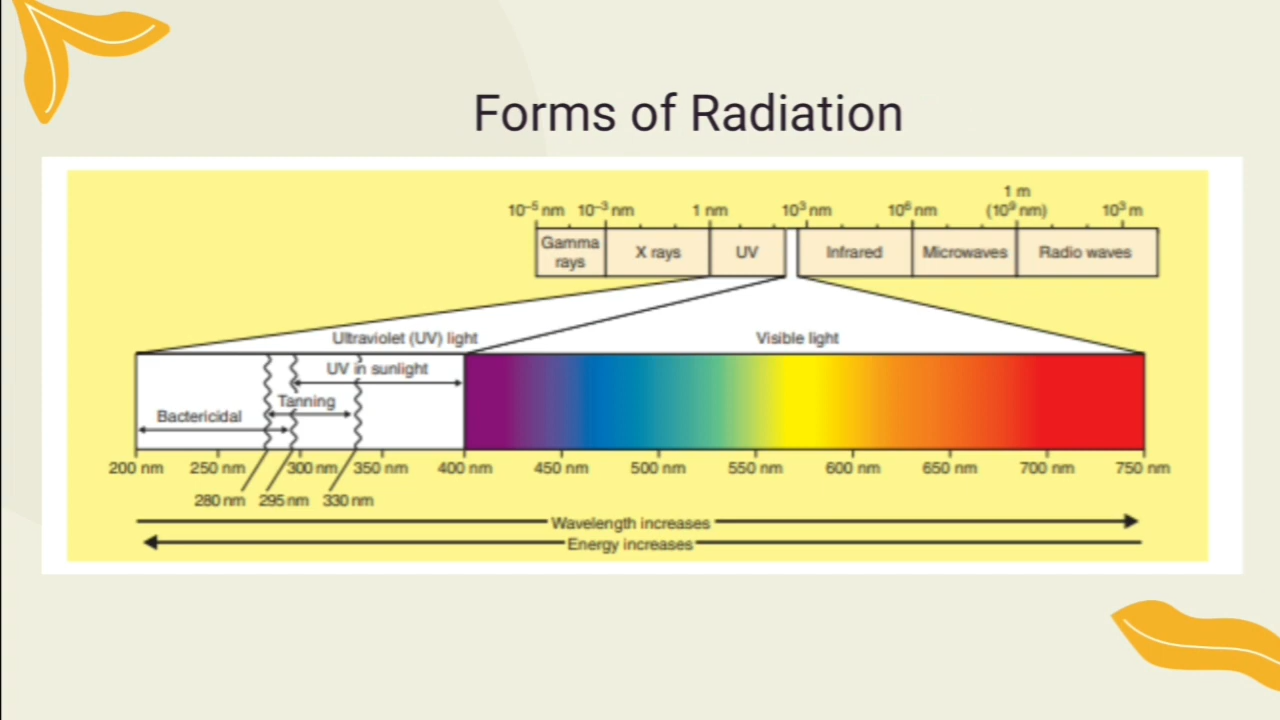 Forms of Radiation
1 m
10⁻⁵ nm 10⁻³ nm 1 nm 10³ nm 10⁶ nm (10⁹ nm) 10³ m
Gamma rays
X rays
UV
Infrared
Microwaves
Radio waves
Ultraviolet (UV) light
Visible light
UV in sunlight
Tanning
Bactericidal
200 nm 250 nm 300 nm 350 nm 400 nm 450 nm 500 nm 550 nm 600 nm 650 nm 700 nm 750 nm
280 nm 295 nm 330 nm
Wavelength increases
Energy increases